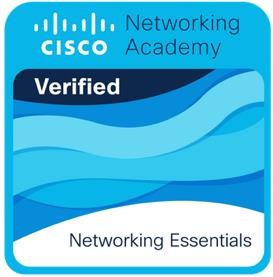 Networking
CISCO Academy
Verified
Networking Essentials